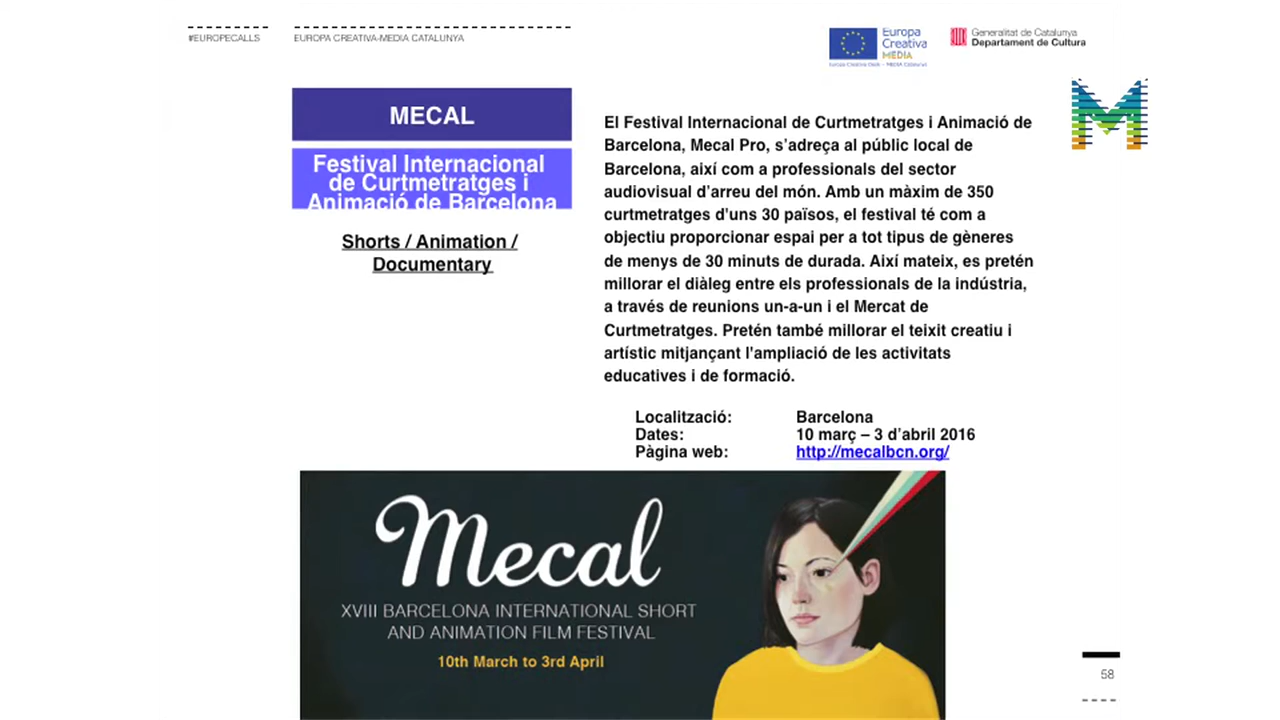 #EUROPECALLS
EUROPA CREATIVA-MEDIA CATALUNYA
Europa
Creativa
MEDIA
Europa Creativa Desk - MEDIA Catalunya
Generalitat de Catalunya
Departament de Cultura
MECAL
Festival Internacional
de Curtmetratges i
Animació de Barcelona
Shorts / Animation /
Documentary
El Festival Internacional de Curtmetratges i Animació de
Barcelona, Mecal Pro, s’adreça al públic local de
Barcelona, així com a professionals del sector
audiovisual d’arreu del món. Amb un màxim de 350
curtmetratges d'uns 30 països, el festival té com a
objectiu proporcionar espai per a tot tipus de gèneres
de menys de 30 minuts de durada. Així mateix, es pretén
millorar el diàleg entre els professionals de la indústria,
a través de reunions un-a-un i el Mercat de
Curtmetratges. Pretén també millorar el teixit creatiu i
artístic mitjançant l'ampliació de les activitats
educatives i de formació.
Localització: Barcelona
Dates: 10 març – 3 d’abril 2016
Pàgina web: http://mecalbcn.org/
M
Mecal
XVIII BARCELONA INTERNATIONAL SHORT
AND ANIMATION FILM FESTIVAL
10th March to 3rd April
58